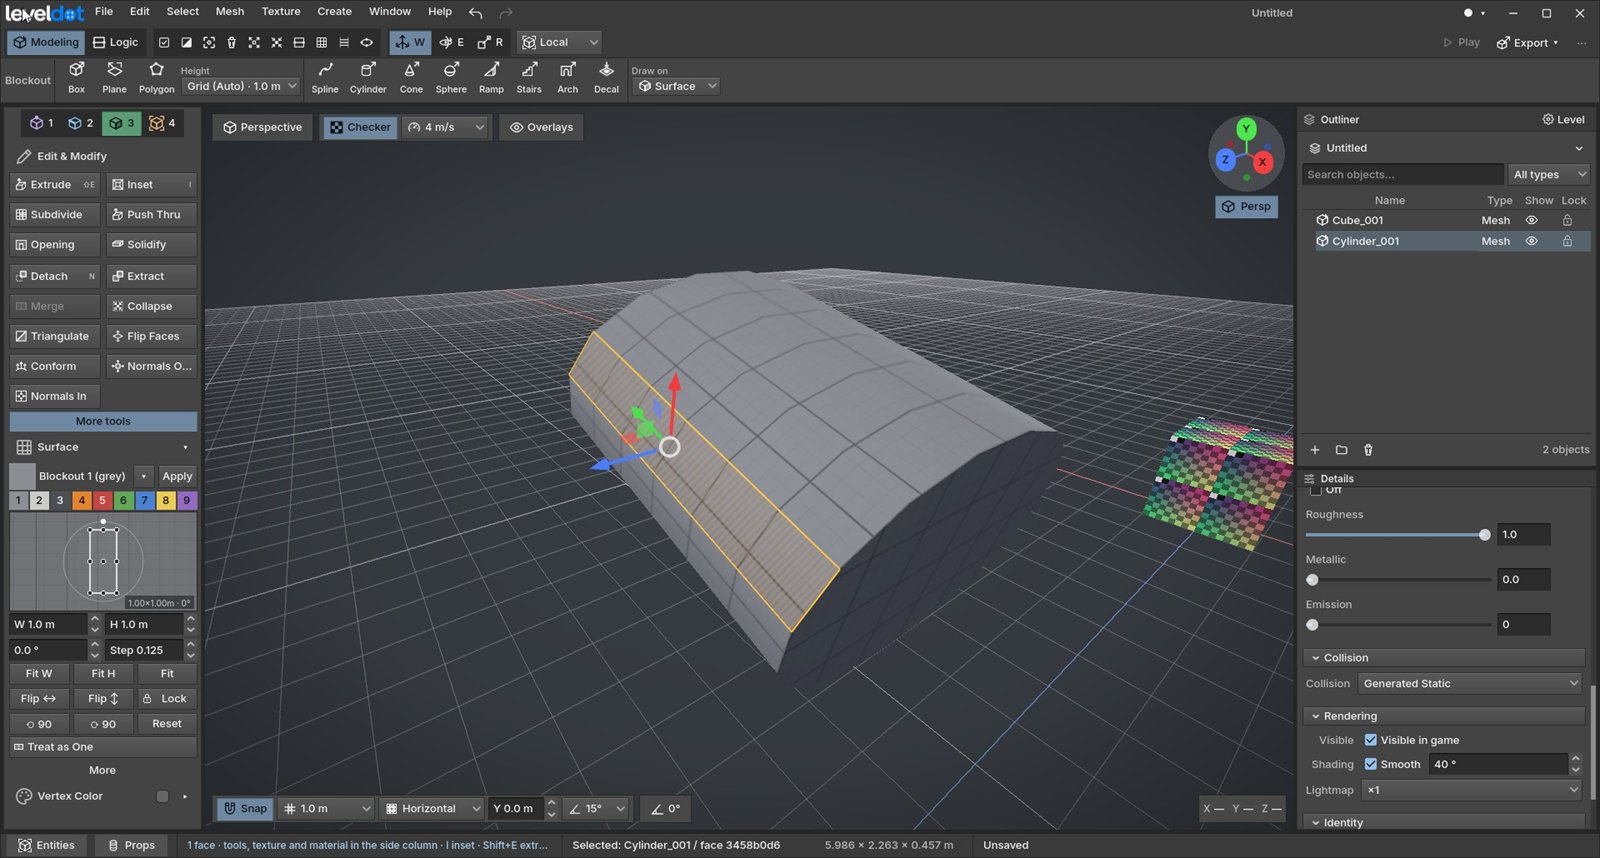 leveldot File Edit Select Mesh Texture Create Window Help Untitled
Modeling Logic W E R Local Play Export
Blockout Box Plane Polygon Height Grid (Auto) · 1.0 m Spline Cylinder Cone Sphere Ramp Stairs Arch Decal Draw on Surface
1 2 3 4
Edit & Modify
Extrude ⇧E Inset I
Subdivide Push Thru
Opening Solidify
Detach N Extract
Merge Collapse
Triangulate Flip Faces
Conform Normals O...
Normals In
More tools
Surface
Blockout 1 (grey) Apply
1 2 3 4 5 6 7 8 9
1.00×1.00m · 0°
W 1.0 m H 1.0 m
0.0 ° Step 0.125
Fit W Fit H Fit
Flip ↔ Flip ↕ Lock
⟲ 90 ⟳ 90 Reset
Treat as One
More
Vertex Color
Perspective Checker 4 m/s Overlays
Y
Z X
Persp
Snap 1.0 m Horizontal Y 0.0 m 15° 0° X — Y — Z —
Outliner Level
Untitled
Search objects... All types
Name Type Show Lock
Cube_001 Mesh
Cylinder_001 Mesh
2 objects
Details
Off
Roughness
1.0
Metallic
0.0
Emission
0
Collision
Collision Generated Static
Rendering
Visible Visible in game
Shading Smooth 40 °
Lightmap ×1
Identity
Entities Props 1 face · tools, texture and material in the side column · I inset · Shift+E extr... Selected: Cylinder_001 / face 3458b0d6 5.986 × 2.263 × 0.457 m Unsaved